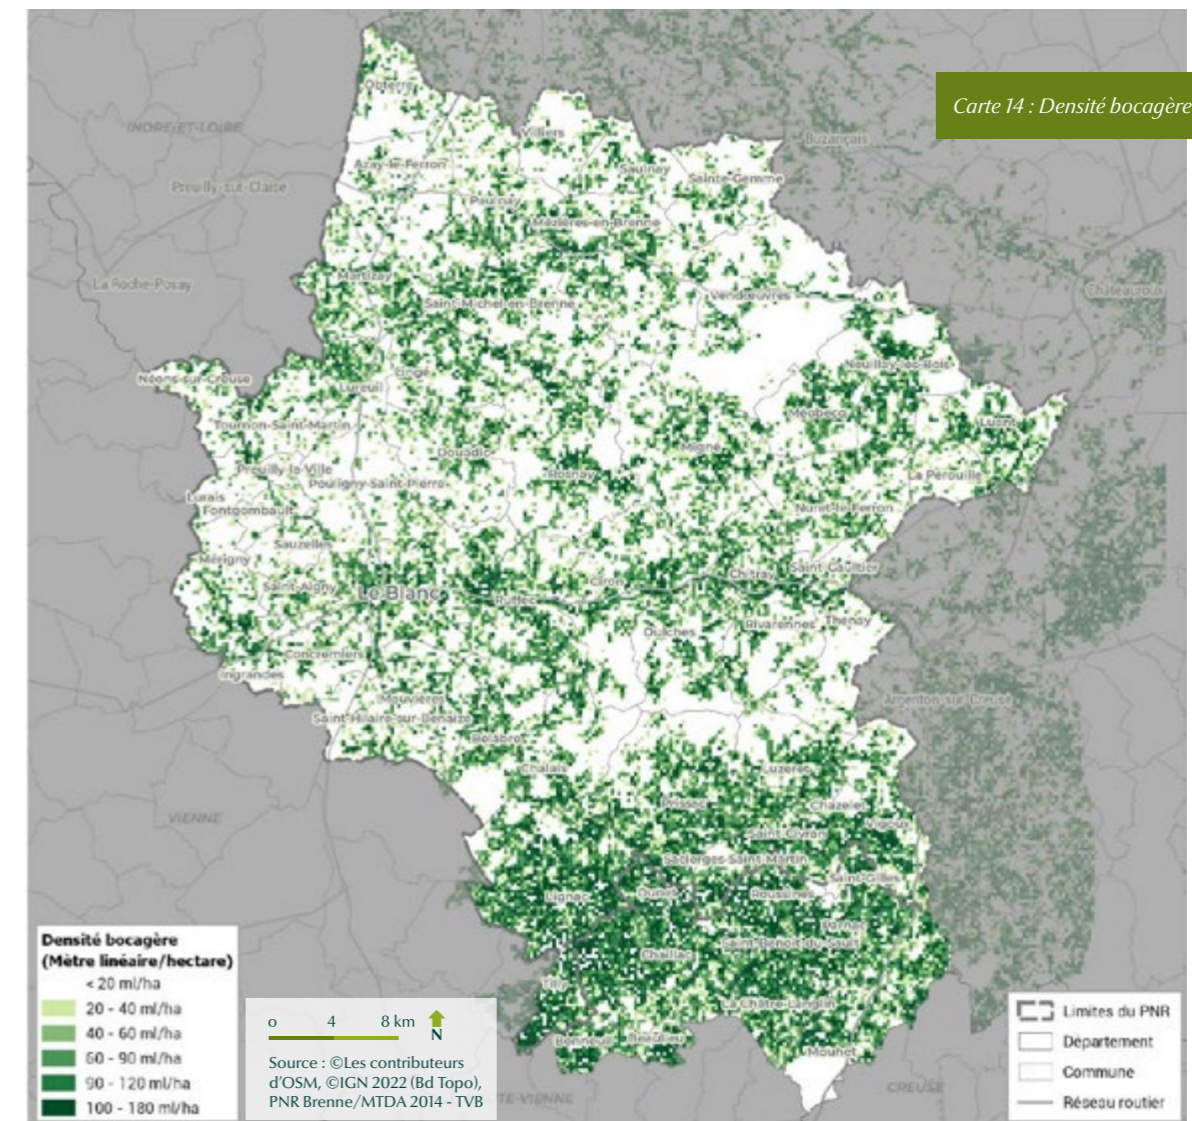 Carte 14 : Densité bocagère
Obterre
INDRE-ET-LOIRE
Villiers
Buzançais
Azay-le-Ferron
Saulnay
Sainte-Gemme
Preuilly-sur-Claise
Paulnay
Mézières-en-Brenne
Martizay
La Roche-Posay
Châteauroux
Saint-Michel-en-Brenne
Vendœuvres
Néons-sur-Creuse
Lureuil
Lingé
Neuillay-les-Bois
Méobecq
Tournon-Saint-Martin
Luant
Douadic
Migné
Preuilly-la-Ville
Rosnay
La Pérouille
Pouligny-Saint-Pierre
Lurais
Fontgombault
Nuret-le-Ferron
Sauzelles
Mérigny
Saint-Aigny
Le Blanc
Ciron
Chitray
Saint-Gaultier
Ruffec
Oulches
Rivarennes
Thenay
Concremiers
Ingrandes
Mauvières
Argenton-sur-Creuse
Saint-Hilaire-sur-Benaize
Bélâbre
Chalais
Luzeret
Prissac
Chazelet
VIENNE
Saint-Civran
Vigoux
Sacierges-Saint-Martin
Saint-Gilles
Lignac
Dunet
Roussines
Parnac
Saint-Benoît-du-Sault
Chaillac
Tilly
La Châtre-Langlin
Bonneuil
Beaulieu
Mouhet
CREUSE
TE-VIENNE
Densité bocagère
(Mètre linéaire/hectare)
< 20 ml/ha
20 - 40 ml/ha
40 - 60 ml/ha
60 - 90 ml/ha
90 - 120 ml/ha
100 - 180 ml/ha
0 4 8 km
N
Source : ©Les contributeurs
d'OSM, ©IGN 2022 (Bd Topo),
PNR Brenne/MTDA 2014 - TVB
Limites du PNR
Département
Commune
Réseau routier